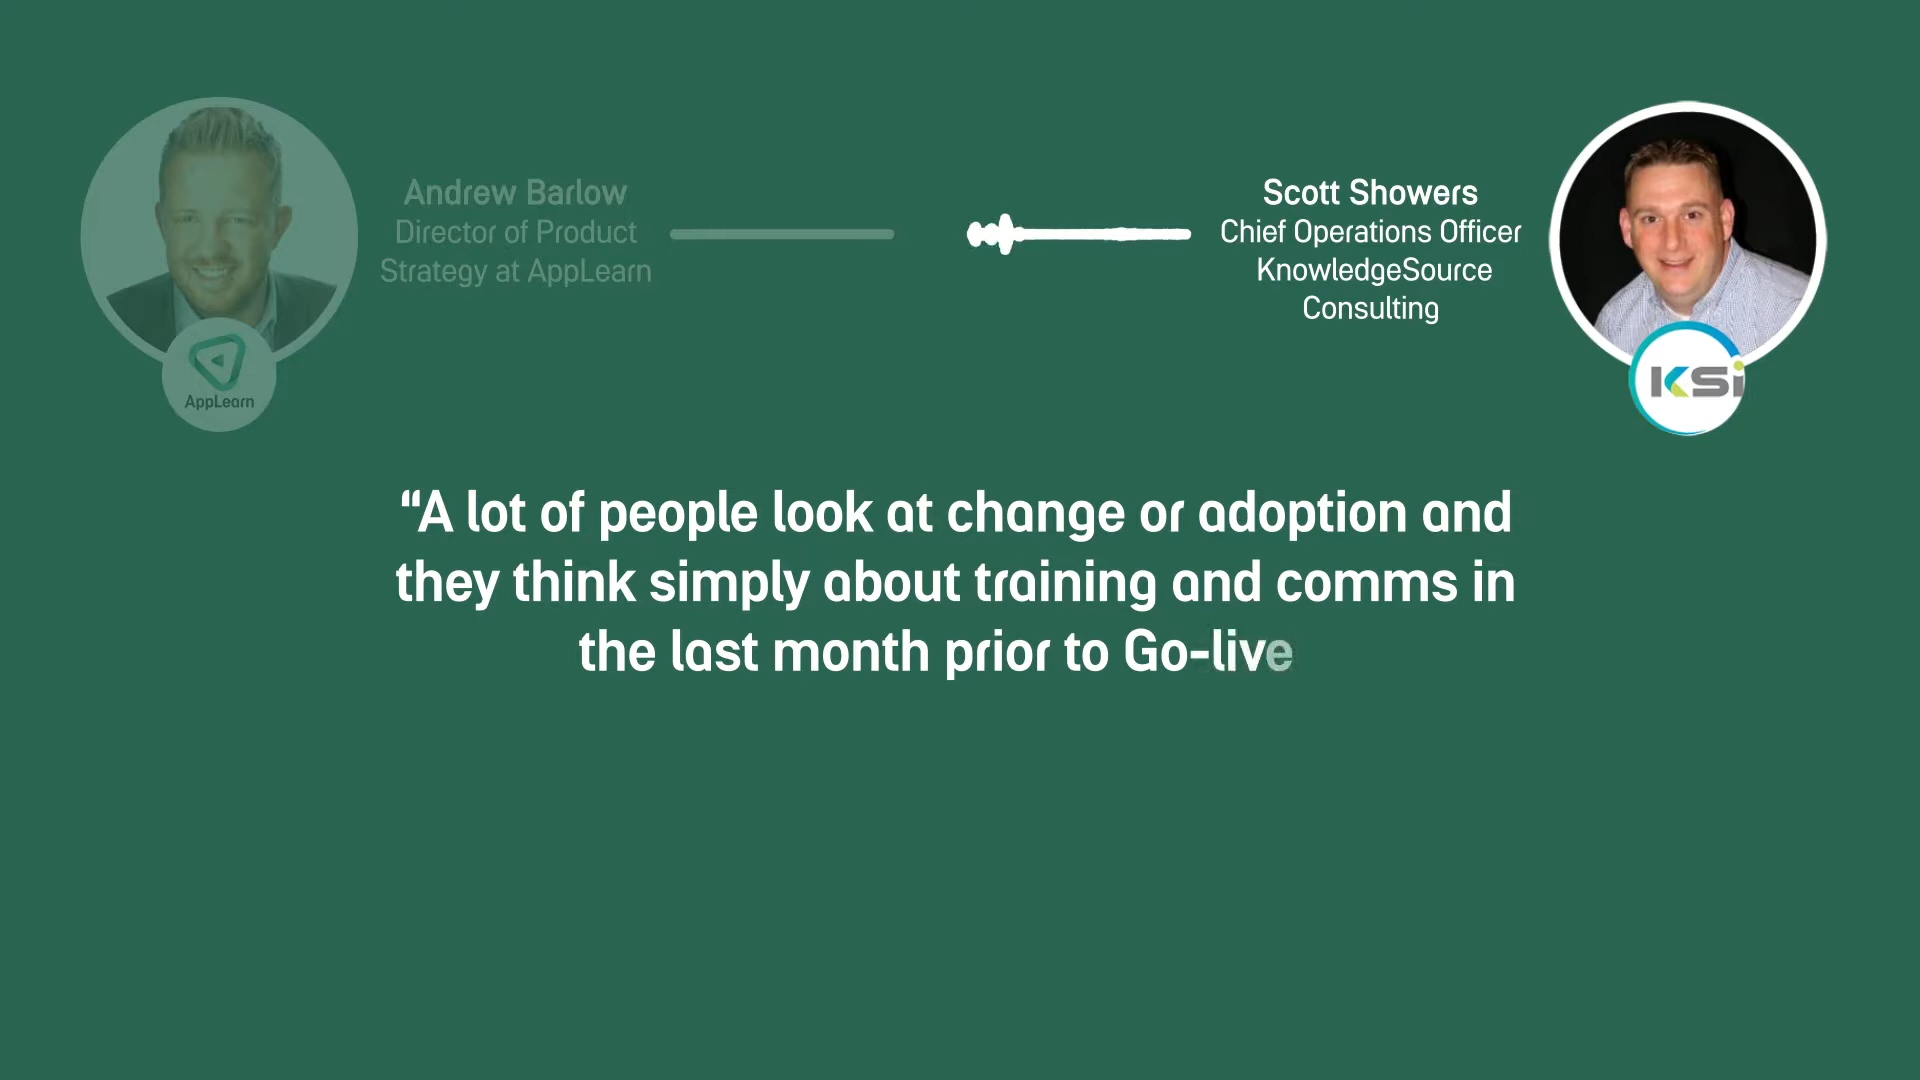 Andrew Barlow
Director of Product
Strategy at AppLearn
AppLearn
Scott Showers
Chief Operations Officer
KnowledgeSource
Consulting
KSi
“A lot of people look at change or adoption and
they think simply about training and comms in
the last month prior to Go-live